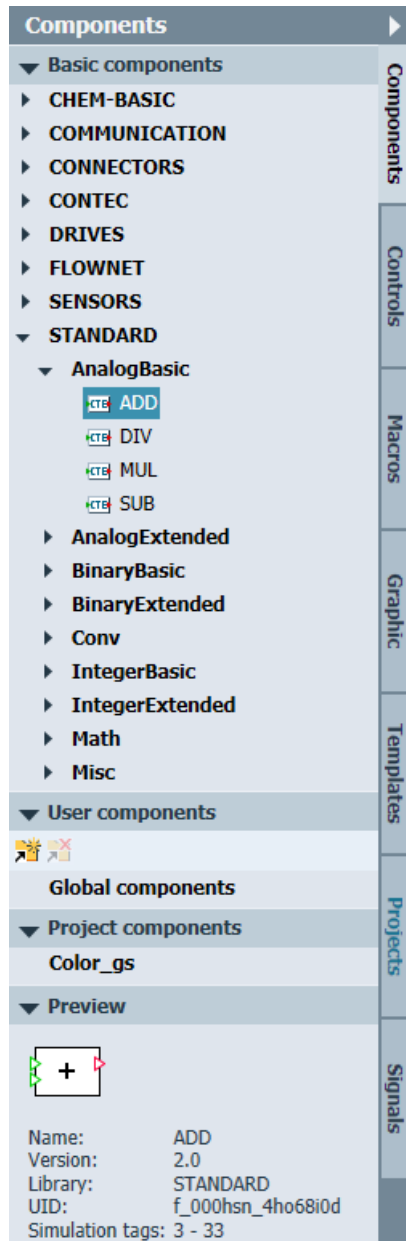 Components
Basic components
CHEM-BASIC
COMMUNICATION
CONNECTORS
CONTEC
DRIVES
FLOWNET
SENSORS
STANDARD
AnalogBasic
CTE ADD
CTE DIV
CTE MUL
CTE SUB
AnalogExtended
BinaryBasic
BinaryExtended
Conv
IntegerBasic
IntegerExtended
Math
Misc
User components
Global components
Project components
Color_gs
Preview
+
Name: ADD
Version: 2.0
Library: STANDARD
UID: f_000hsn_4ho68i0d
Simulation tags: 3 - 33
Components
Controls
Macros
Graphic
Templates
Projects
Signals